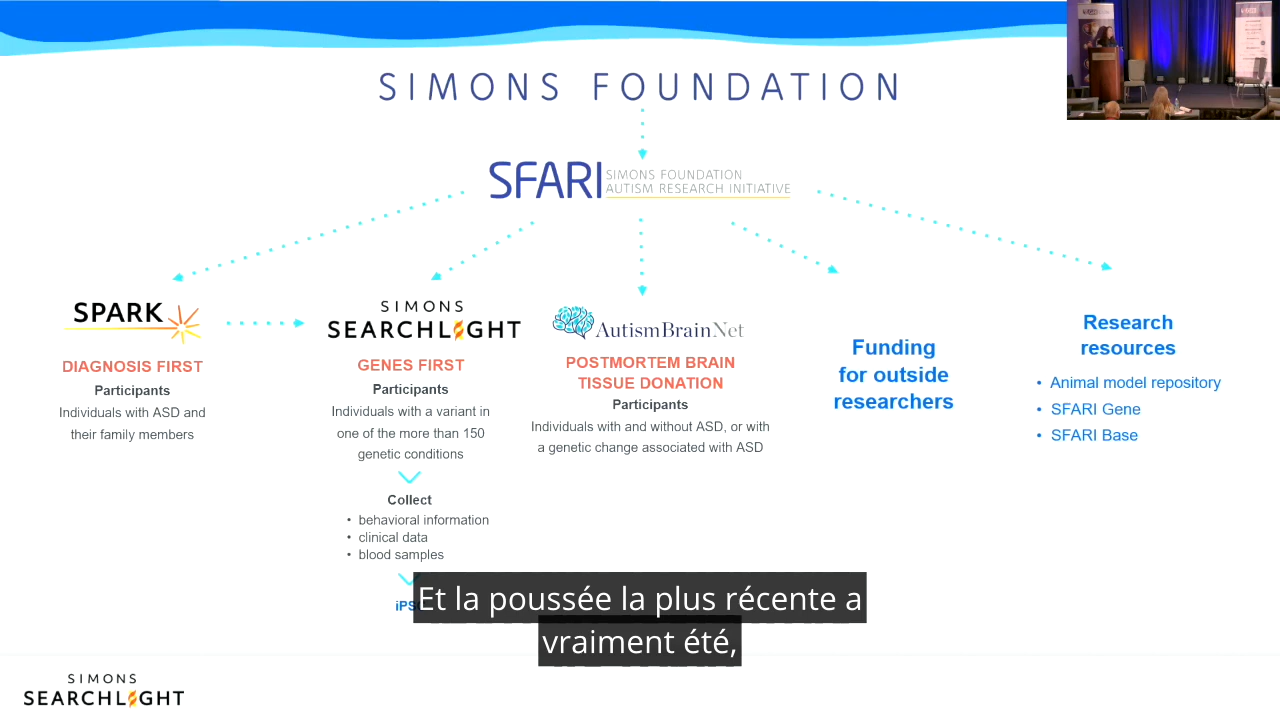 SIMONS FOUNDATION
SFARI
SIMONS FOUNDATION
AUTISM RESEARCH INITIATIVE
SPARK
DIAGNOSIS FIRST
Participants
Individuals with ASD and
their family members
SIMONS
SEARCHLIGHT
GENES FIRST
Participants
Individuals with a variant in
one of the more than 150
genetic conditions
Collect
• behavioral information
• clinical data
• blood samples
AutismBrainNet
POSTMORTEM BRAIN
TISSUE DONATION
Participants
Individuals with and without ASD, or with
a genetic change associated with ASD
Funding
for outside
researchers
Research
resources
• Animal model repository
• SFARI Gene
• SFARI Base
Et la poussée la plus récente a
vraiment été,
SIMONS
SEARCHLIGHT